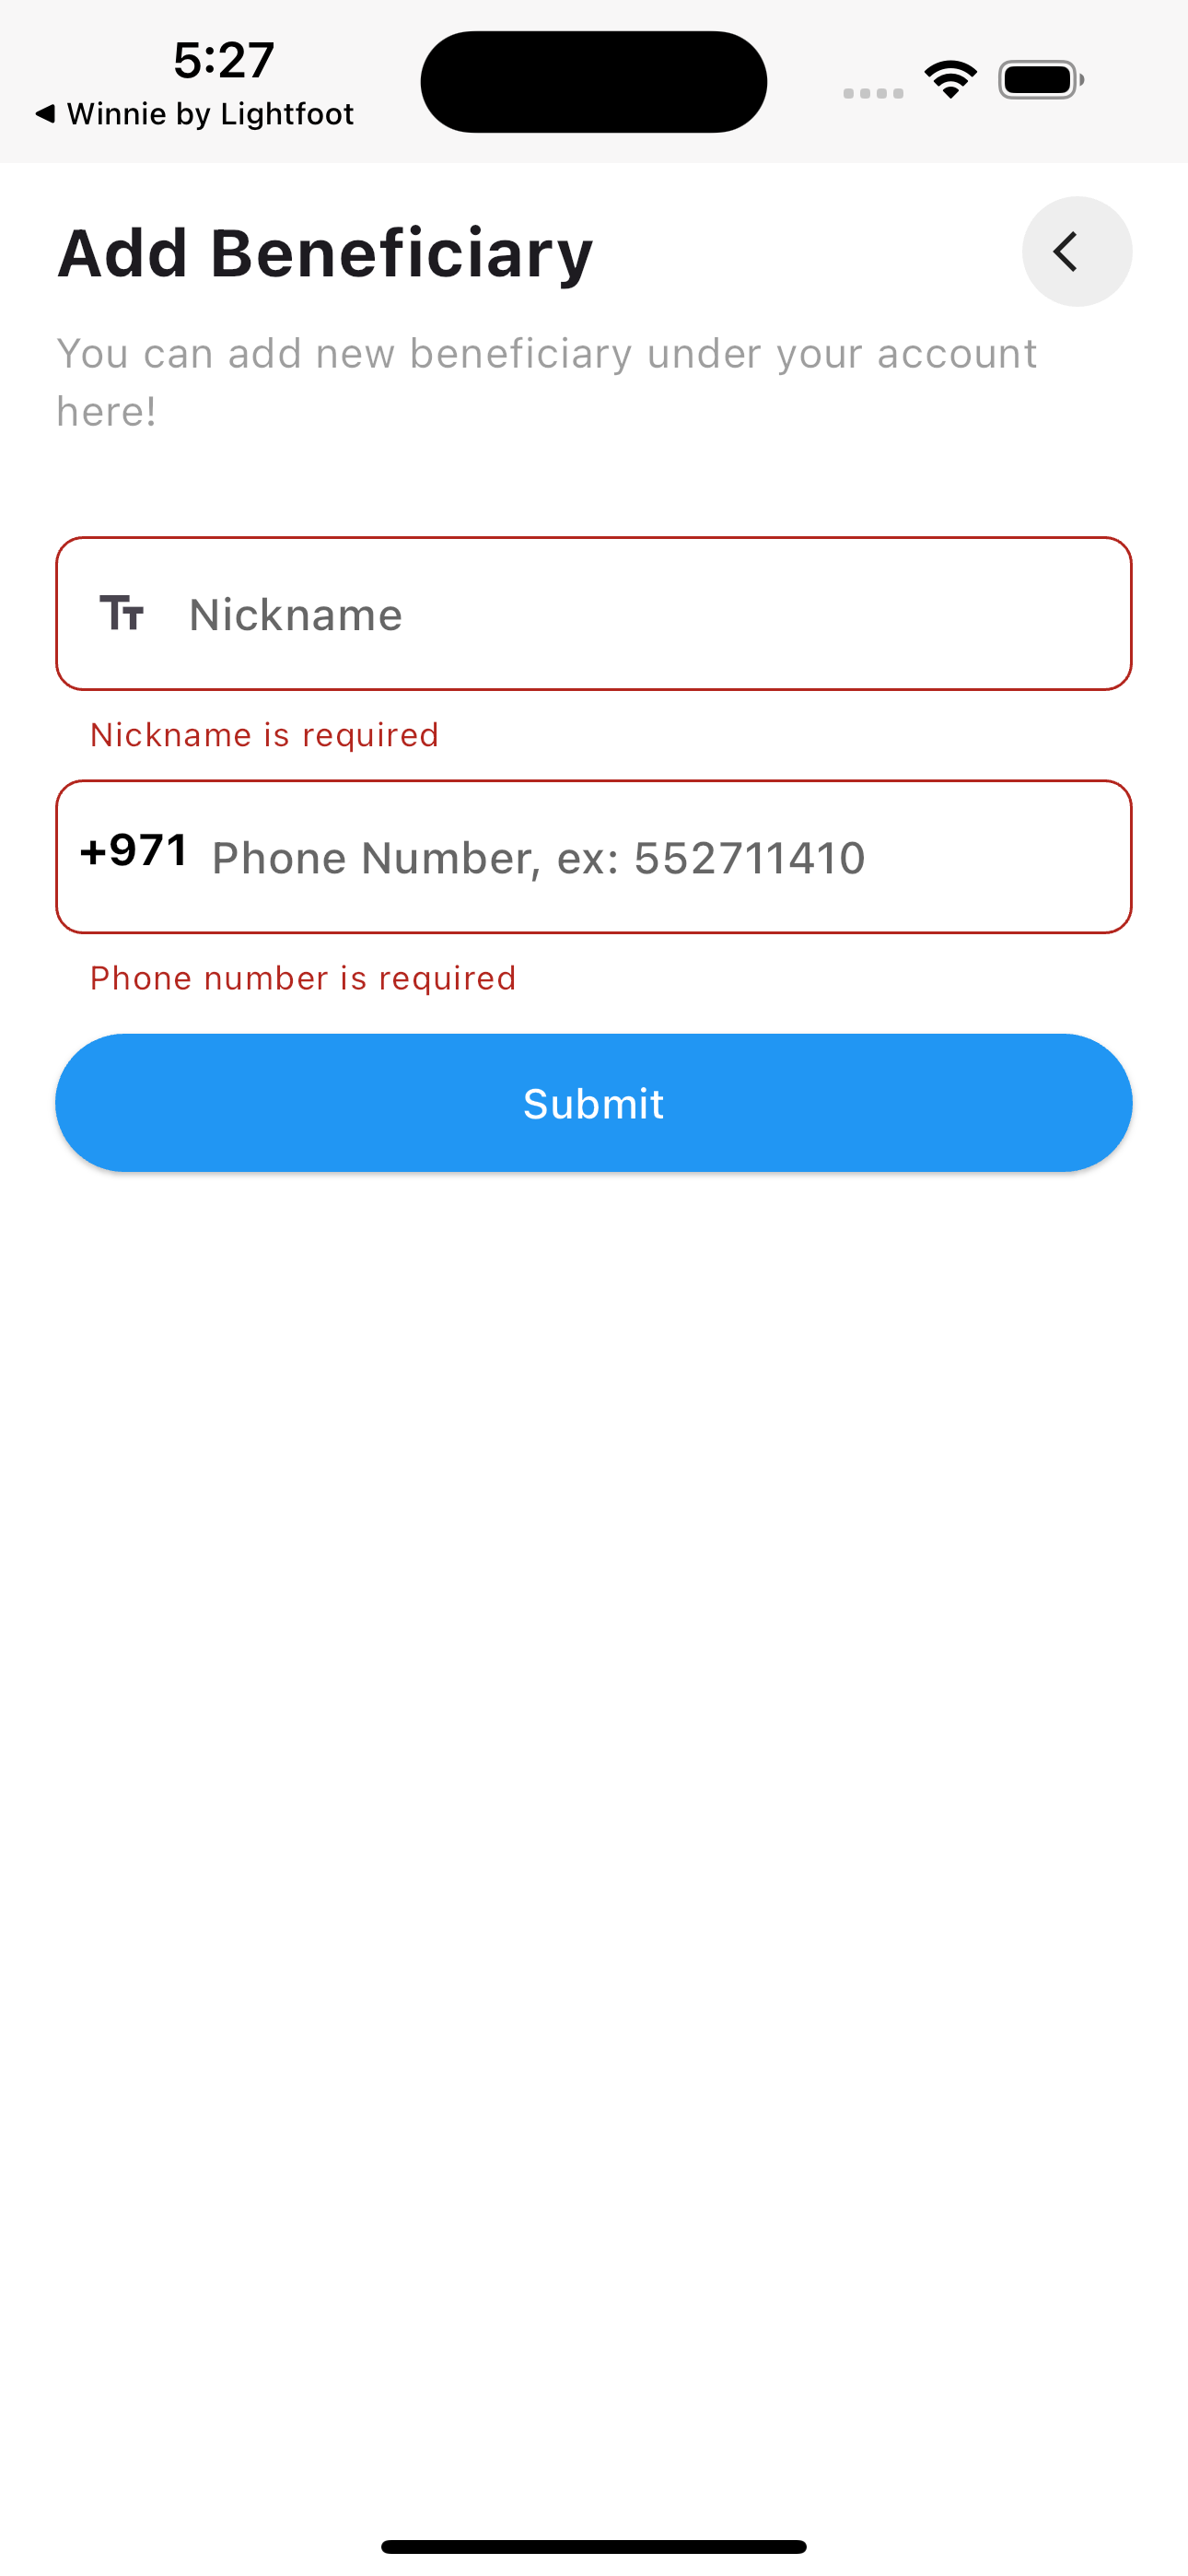 5:27
◀ Winnie by Lightfoot
Add Beneficiary
You can add new beneficiary under your account
here!
Nickname
Nickname is required
+971 Phone Number, ex: 552711410
Phone number is required
Submit